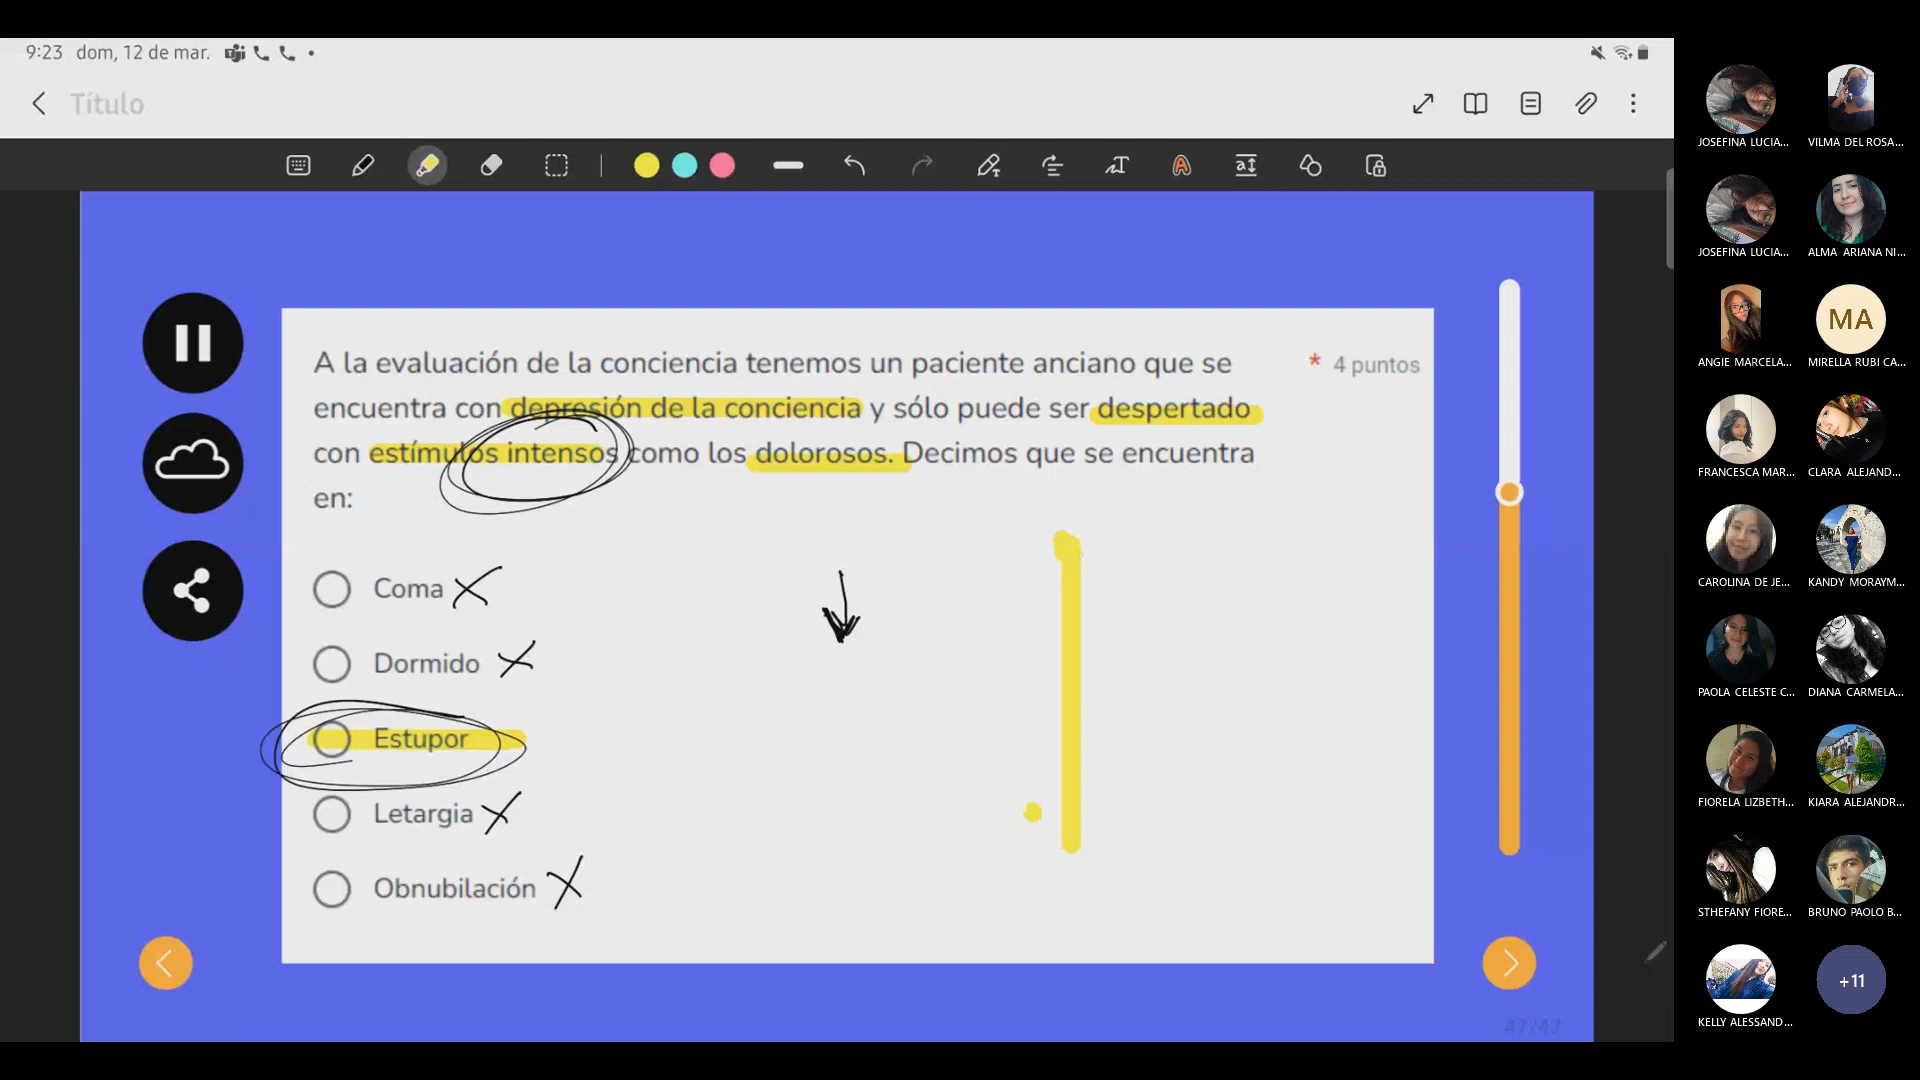 9:23 dom, 12 de mar.
Título
A la evaluación de la conciencia tenemos un paciente anciano que se
* 4 puntos
encuentra con depresión de la conciencia y sólo puede ser despertado
con estímulos intensos como los dolorosos. Decimos que se encuentra
en:
Coma
Dormido
Estupor
Letargia
Obnubilación
47/47
JOSEFINA LUCIA...
VILMA DEL ROSA...
JOSEFINA LUCIA...
ALMA ARIANA NI...
ANGIE MARCELA...
MA
MIRELLA RUBI CA...
FRANCESCA MAR...
CLARA ALEJAND...
CAROLINA DE JE...
KANDY MORAYM...
PAOLA CELESTE C...
DIANA CARMELA...
FIORELA LIZBETH...
KIARA ALEJANDR...
STHEFANY FIORE...
BRUNO PAOLO B...
KELLY ALESSAND...
+11